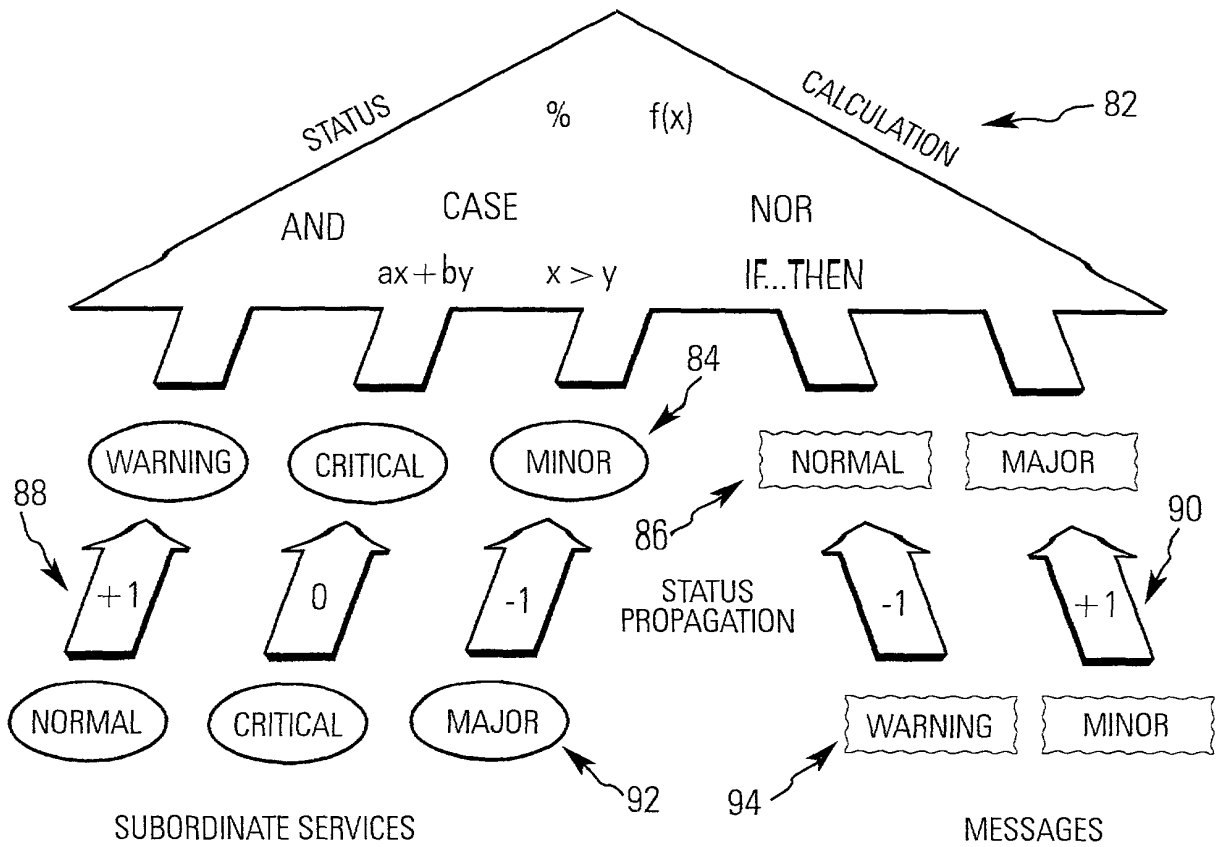 STATUS
CALCULATION
82
% f(x)
AND CASE NOR
ax+by x > y IF...THEN
84
WARNING CRITICAL MINOR NORMAL MAJOR
88
86
90
+1 0 -1 STATUS PROPAGATION -1 +1
NORMAL CRITICAL MAJOR WARNING MINOR
92
94
SUBORDINATE SERVICES MESSAGES